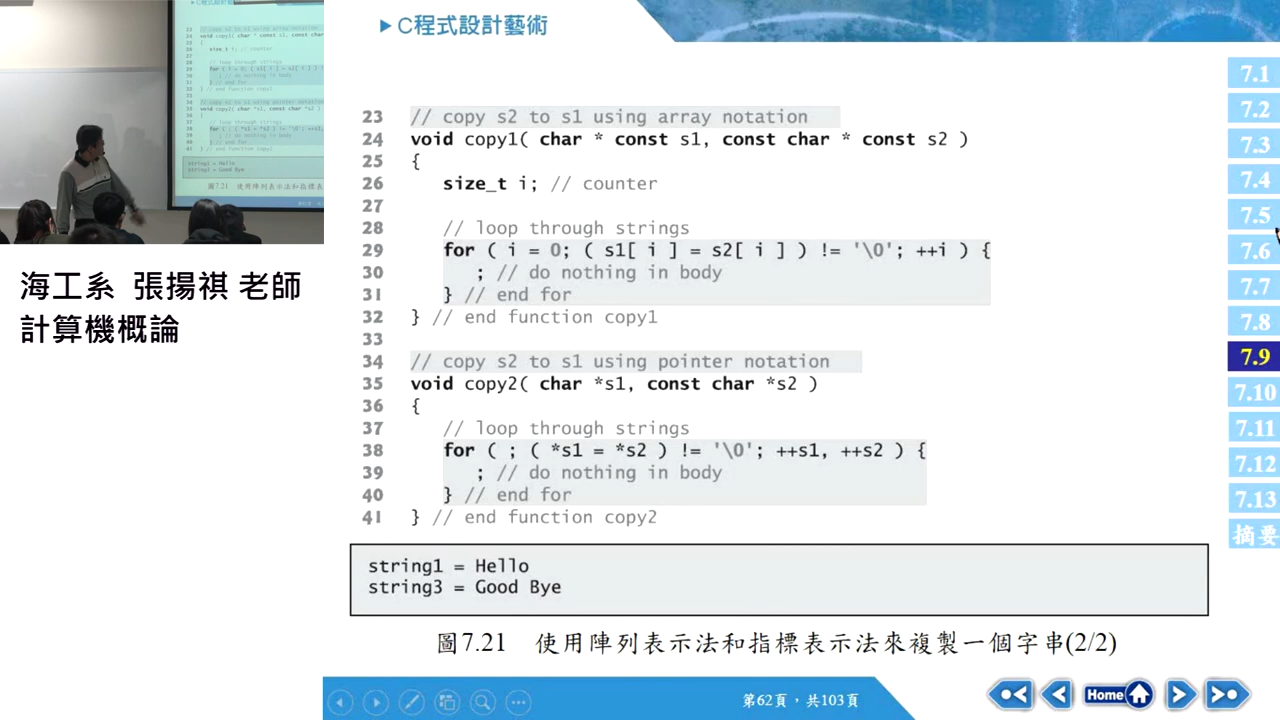 C程式設計藝術
海工系 張揚祺 老師
計算機概論
23 // copy s2 to s1 using array notation
24 void copy1( char * const s1, const char * const s2 )
25 {
26 size_t i; // counter
27
28 // loop through strings
29 for ( i = 0; ( s1[ i ] = s2[ i ] ) != '\0'; ++i ) {
30 ; // do nothing in body
31 } // end for
32 } // end function copy1
33
34 // copy s2 to s1 using pointer notation
35 void copy2( char *s1, const char *s2 )
36 {
37 // loop through strings
38 for ( ; ( *s1 = *s2 ) != '\0'; ++s1, ++s2 ) {
39 ; // do nothing in body
40 } // end for
41 } // end function copy2
string1 = Hello
string3 = Good Bye
圖7.21 使用陣列表示法和指標表示法來複製一個字串(2/2)
7.1
7.2
7.3
7.4
7.5
7.6
7.7
7.8
7.9
7.10
7.11
7.12
7.13
摘要
第62頁，共103頁
Home